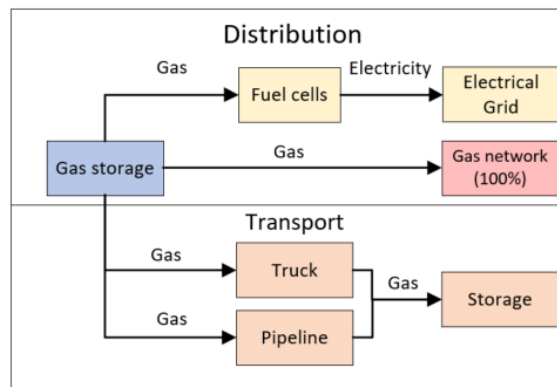 Distribution
Gas
Electricity
Fuel cells
Electrical
Grid
Gas storage
Gas
Gas network
(100%)
Transport
Gas
Truck
Gas
Storage
Gas
Pipeline